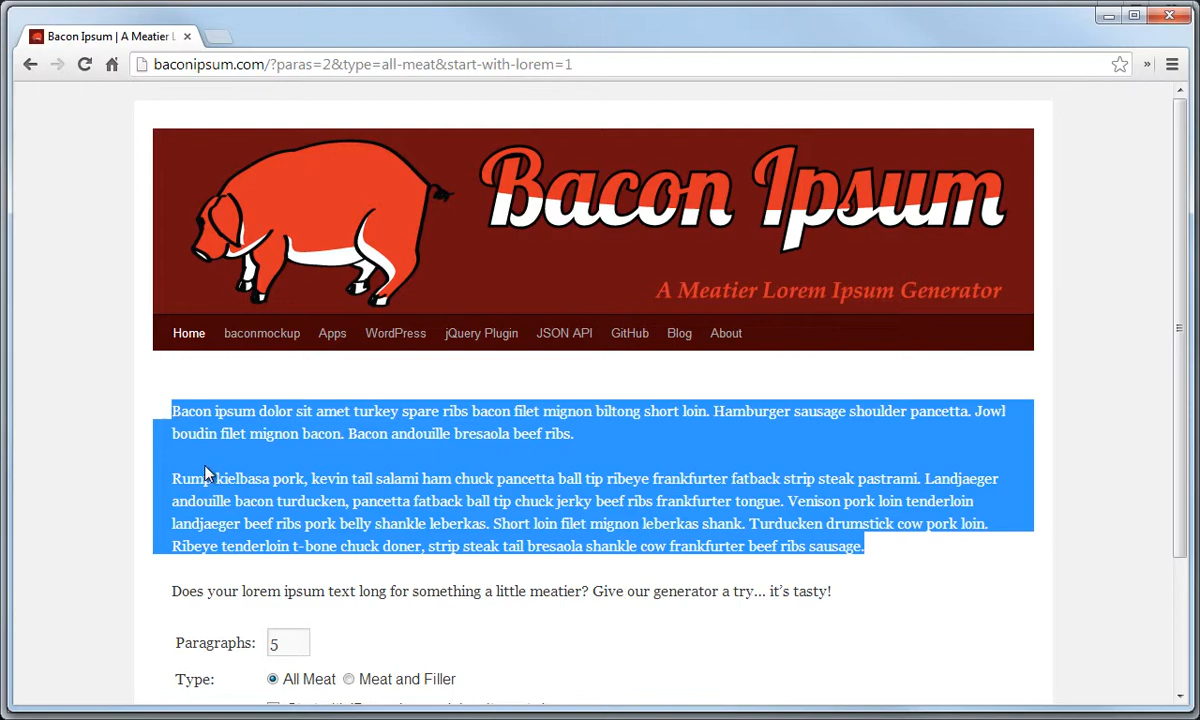 Bacon Ipsum | A Meatier L
baconipsum.com/?paras=2&type=all-meat&start-with-lorem=1
»
Bacon Ipsum
A Meatier Lorem Ipsum Generator
Home baconmockup Apps WordPress jQuery Plugin JSON API GitHub Blog About
Bacon ipsum dolor sit amet turkey spare ribs bacon filet mignon biltong short loin. Hamburger sausage shoulder pancetta. Jowl
boudin filet mignon bacon. Bacon andouille bresaola beef ribs.
Rump kielbasa pork, kevin tail salami ham chuck pancetta ball tip ribeye frankfurter fatback strip steak pastrami. Landjaeger
andouille bacon turducken, pancetta fatback ball tip chuck jerky beef ribs frankfurter tongue. Venison pork loin tenderloin
landjaeger beef ribs pork belly shankle leberkas. Short loin filet mignon leberkas shank. Turducken drumstick cow pork loin.
Ribeye tenderloin t-bone chuck doner, strip steak tail bresaola shankle cow frankfurter beef ribs sausage.
Does your lorem ipsum text long for something a little meatier? Give our generator a try... it's tasty!
Paragraphs: 5
Type: All Meat Meat and Filler